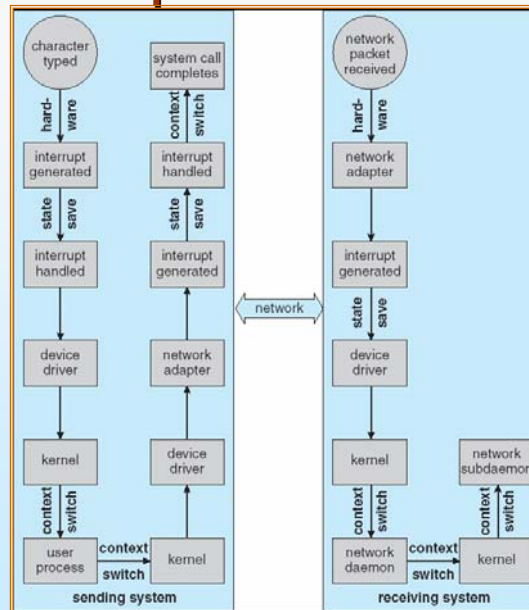 character
typed
hard-
ware
interrupt
generated
state
save
interrupt
handled
device
driver
kernel
context
switch
user
process
context
switch
kernel
device
driver
network
adapter
interrupt
generated
state
save
interrupt
handled
context
switch
system call
completes
sending system
network
network
packet
received
hard-
ware
network
adapter
interrupt
generated
state
save
device
driver
kernel
context
switch
network
daemon
context
switch
kernel
context
switch
network
subdaemon
receiving system